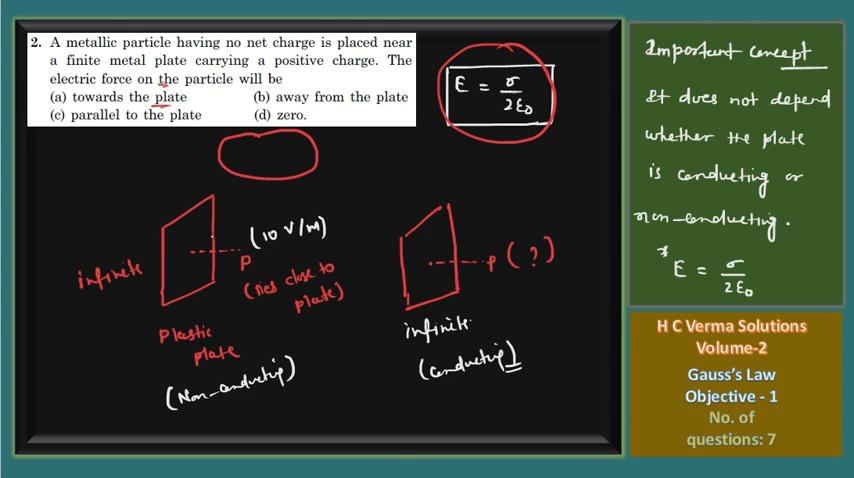 2. A metallic particle having no net charge is placed near
a finite metal plate carrying a positive charge. The
electric force on the particle will be
(a) towards the plate (b) away from the plate
(c) parallel to the plate (d) zero.
E = σ/2ε₀
infinite
P
(10 V/m)
(lies close to
plate)
Plastic
plate
(Non-conducting)
P (?)
infinite
(conducting)
Important concept
It does not depend
whether the plate
is conducting or
non-conducting.
* E = σ/2ε₀
H C Verma Solutions
Volume-2
Gauss's Law
Objective - 1
No. of
questions: 7